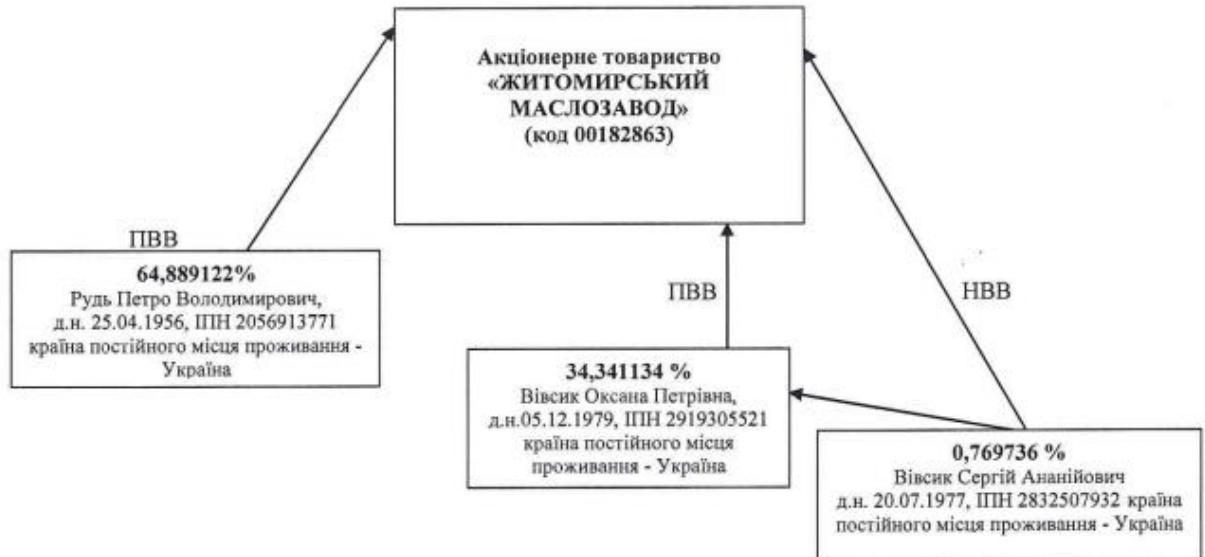 Акціонерне товариство
«ЖИТОМИРСЬКИЙ
МАСЛОЗАВОД»
(код 00182863)
ПВВ
64,889122%
Рудь Петро Володимирович,
д.н. 25.04.1956, ІПН 2056913771
країна постійного місця проживання -
Україна
ПВВ
НВВ
34,341134 %
Вівсик Оксана Петрівна,
д.н.05.12.1979, ІПН 2919305521
країна постійного місця
проживання - Україна
0,769736 %
Вівсик Сергій Ананійович
д.н. 20.07.1977, ІПН 2832507932 країна
постійного місця проживання - Україна